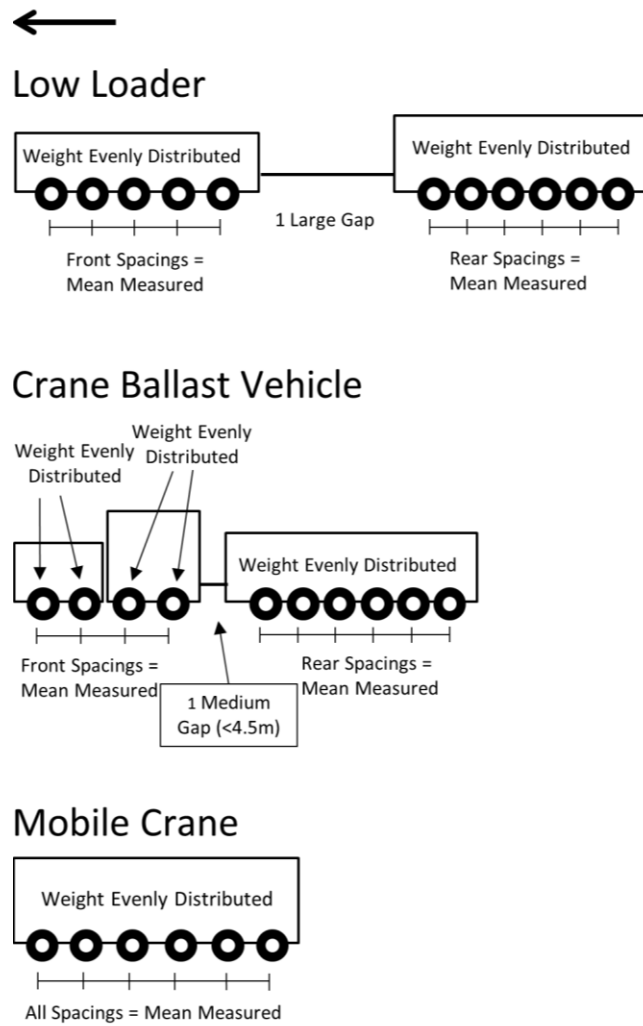 Low Loader
Weight Evenly Distributed
Weight Evenly Distributed
1 Large Gap
Front Spacings =
Mean Measured
Rear Spacings =
Mean Measured
Crane Ballast Vehicle
Weight Evenly
Distributed
Weight Evenly
Distributed
Weight Evenly Distributed
Front Spacings =
Mean Measured
Rear Spacings =
Mean Measured
1 Medium
Gap (<4.5m)
Mobile Crane
Weight Evenly Distributed
All Spacings = Mean Measured